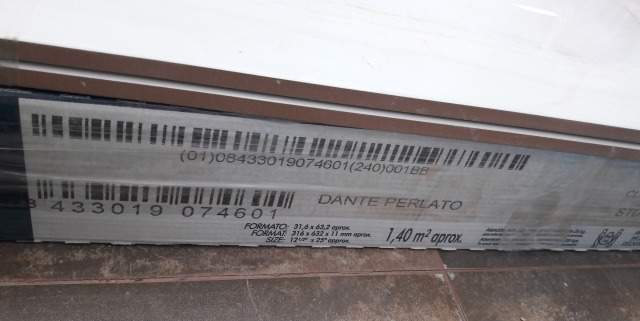 (01)08433019074601(240)001BB
8 433019 074601
DANTE PERLATO
FORMATO: 31,6 x 63,2 aprox.
FORMAT: 316 x 632 x 11 mm aprox.
SIZE: 12 1/2" x 25" approx.
1,40 m² aprox.